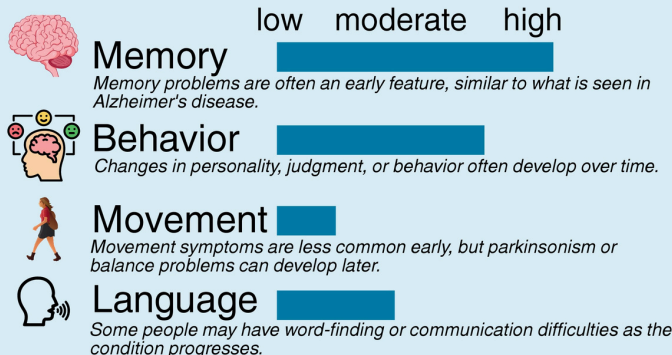 low moderate high
Memory
Memory problems are often an early feature, similar to what is seen in
Alzheimer's disease.
Behavior
Changes in personality, judgment, or behavior often develop over time.
Movement
Movement symptoms are less common early, but parkinsonism or
balance problems can develop later.
Language
Some people may have word-finding or communication difficulties as the
condition progresses.